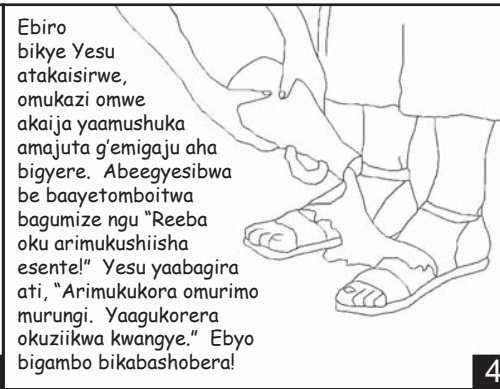 Ebiro
bikye Yesu
atakaisirwe,
omukazi omwe
akaija yaamushuka
amajuta g'emigaju aha
bigyere. Abeegyesibwa
be baayetomboitwa
bagumize ngu “Reeba
oku arimukushiisha
esente!” Yesu yaabagira
ati, “Arimukukora omurimo
murungi. Yaagukorera
okuziikwa kwangye.” Ebyo
bigambo bikabashobera!
4